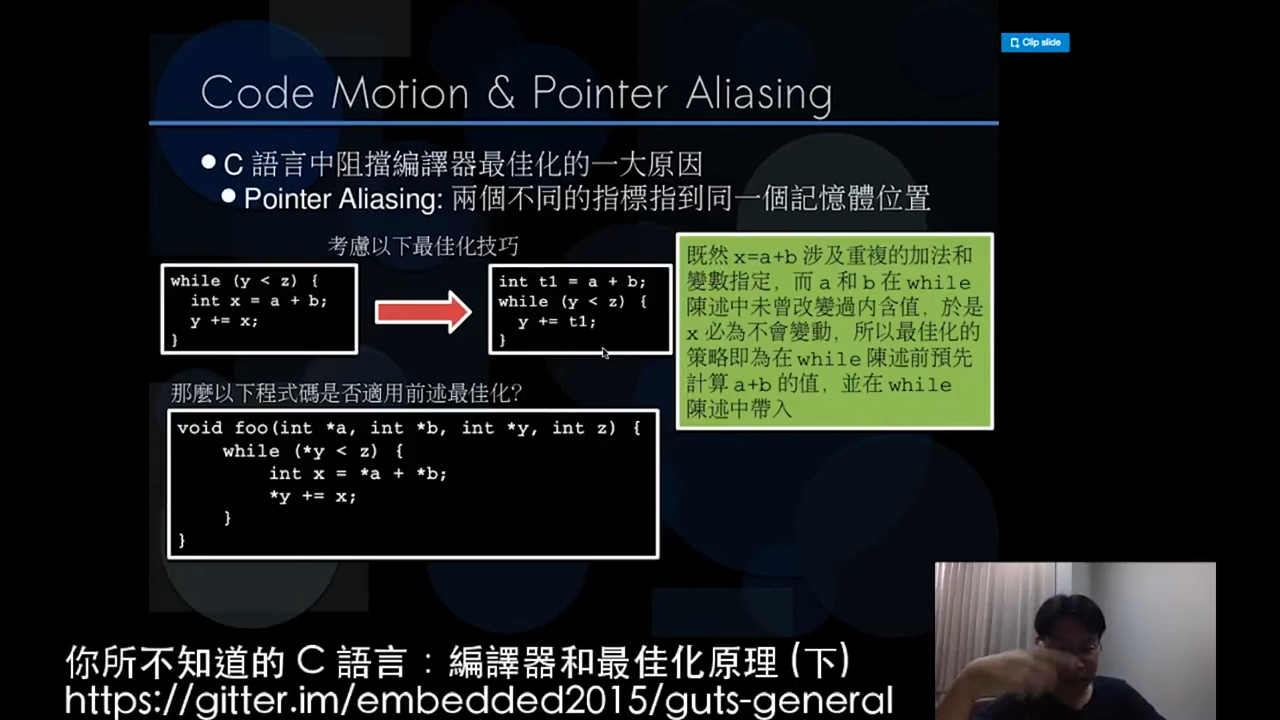 Clip slide
Code Motion & Pointer Aliasing
C 語言中阻擋編譯器最佳化的一大原因
Pointer Aliasing: 兩個不同的指標指到同一個記憶體位置
考慮以下最佳化技巧
while (y < z) {
int x = a + b;
y += x;
}
int t1 = a + b;
while (y < z) {
y += t1;
}
既然 x=a+b 涉及重複的加法和
變數指定，而 a 和 b 在 while
陳述中未曾改變過內含值，於是
x 必為不會變動，所以最佳化的
策略即為在 while 陳述前預先
計算 a+b 的值，並在 while
陳述中帶入
那麼以下程式碼是否適用前述最佳化?
void foo(int *a, int *b, int *y, int z) {
while (*y < z) {
int x = *a + *b;
*y += x;
}
}
你所不知道的 C 語言：編譯器和最佳化原理 (下)
https://gitter.im/embedded2015/guts-general